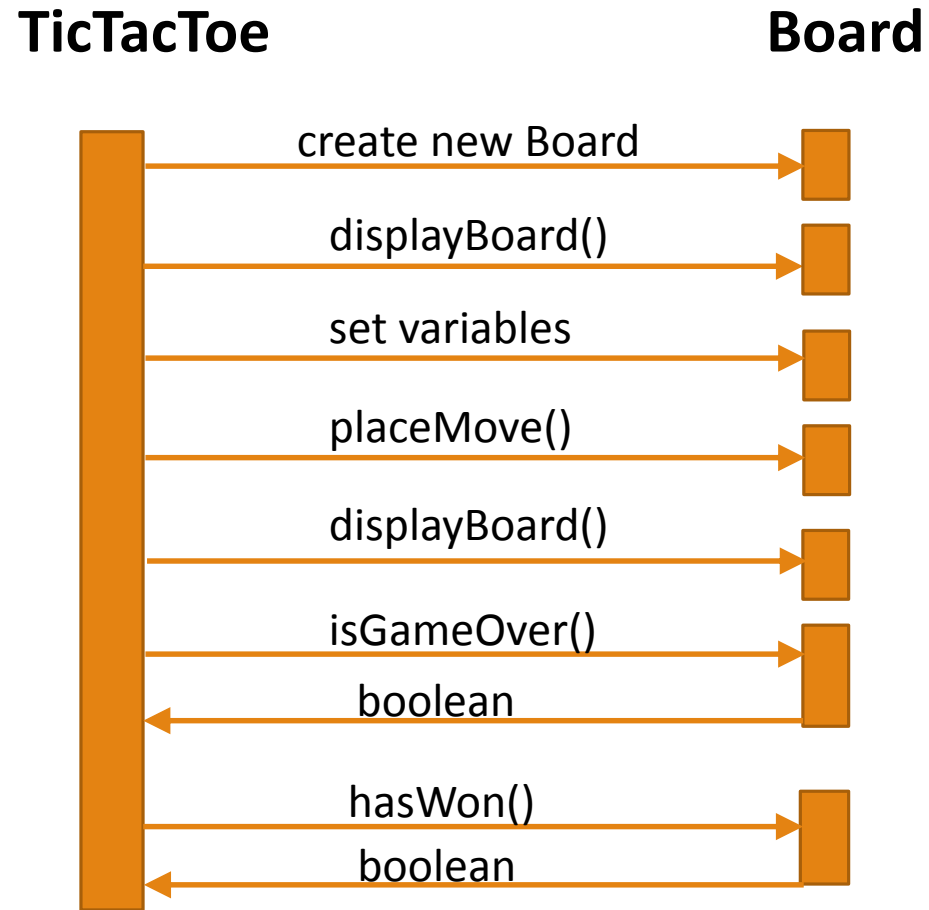 TicTacToe Board
create new Board
displayBoard()
set variables
placeMove()
displayBoard()
isGameOver()
boolean
hasWon()
boolean